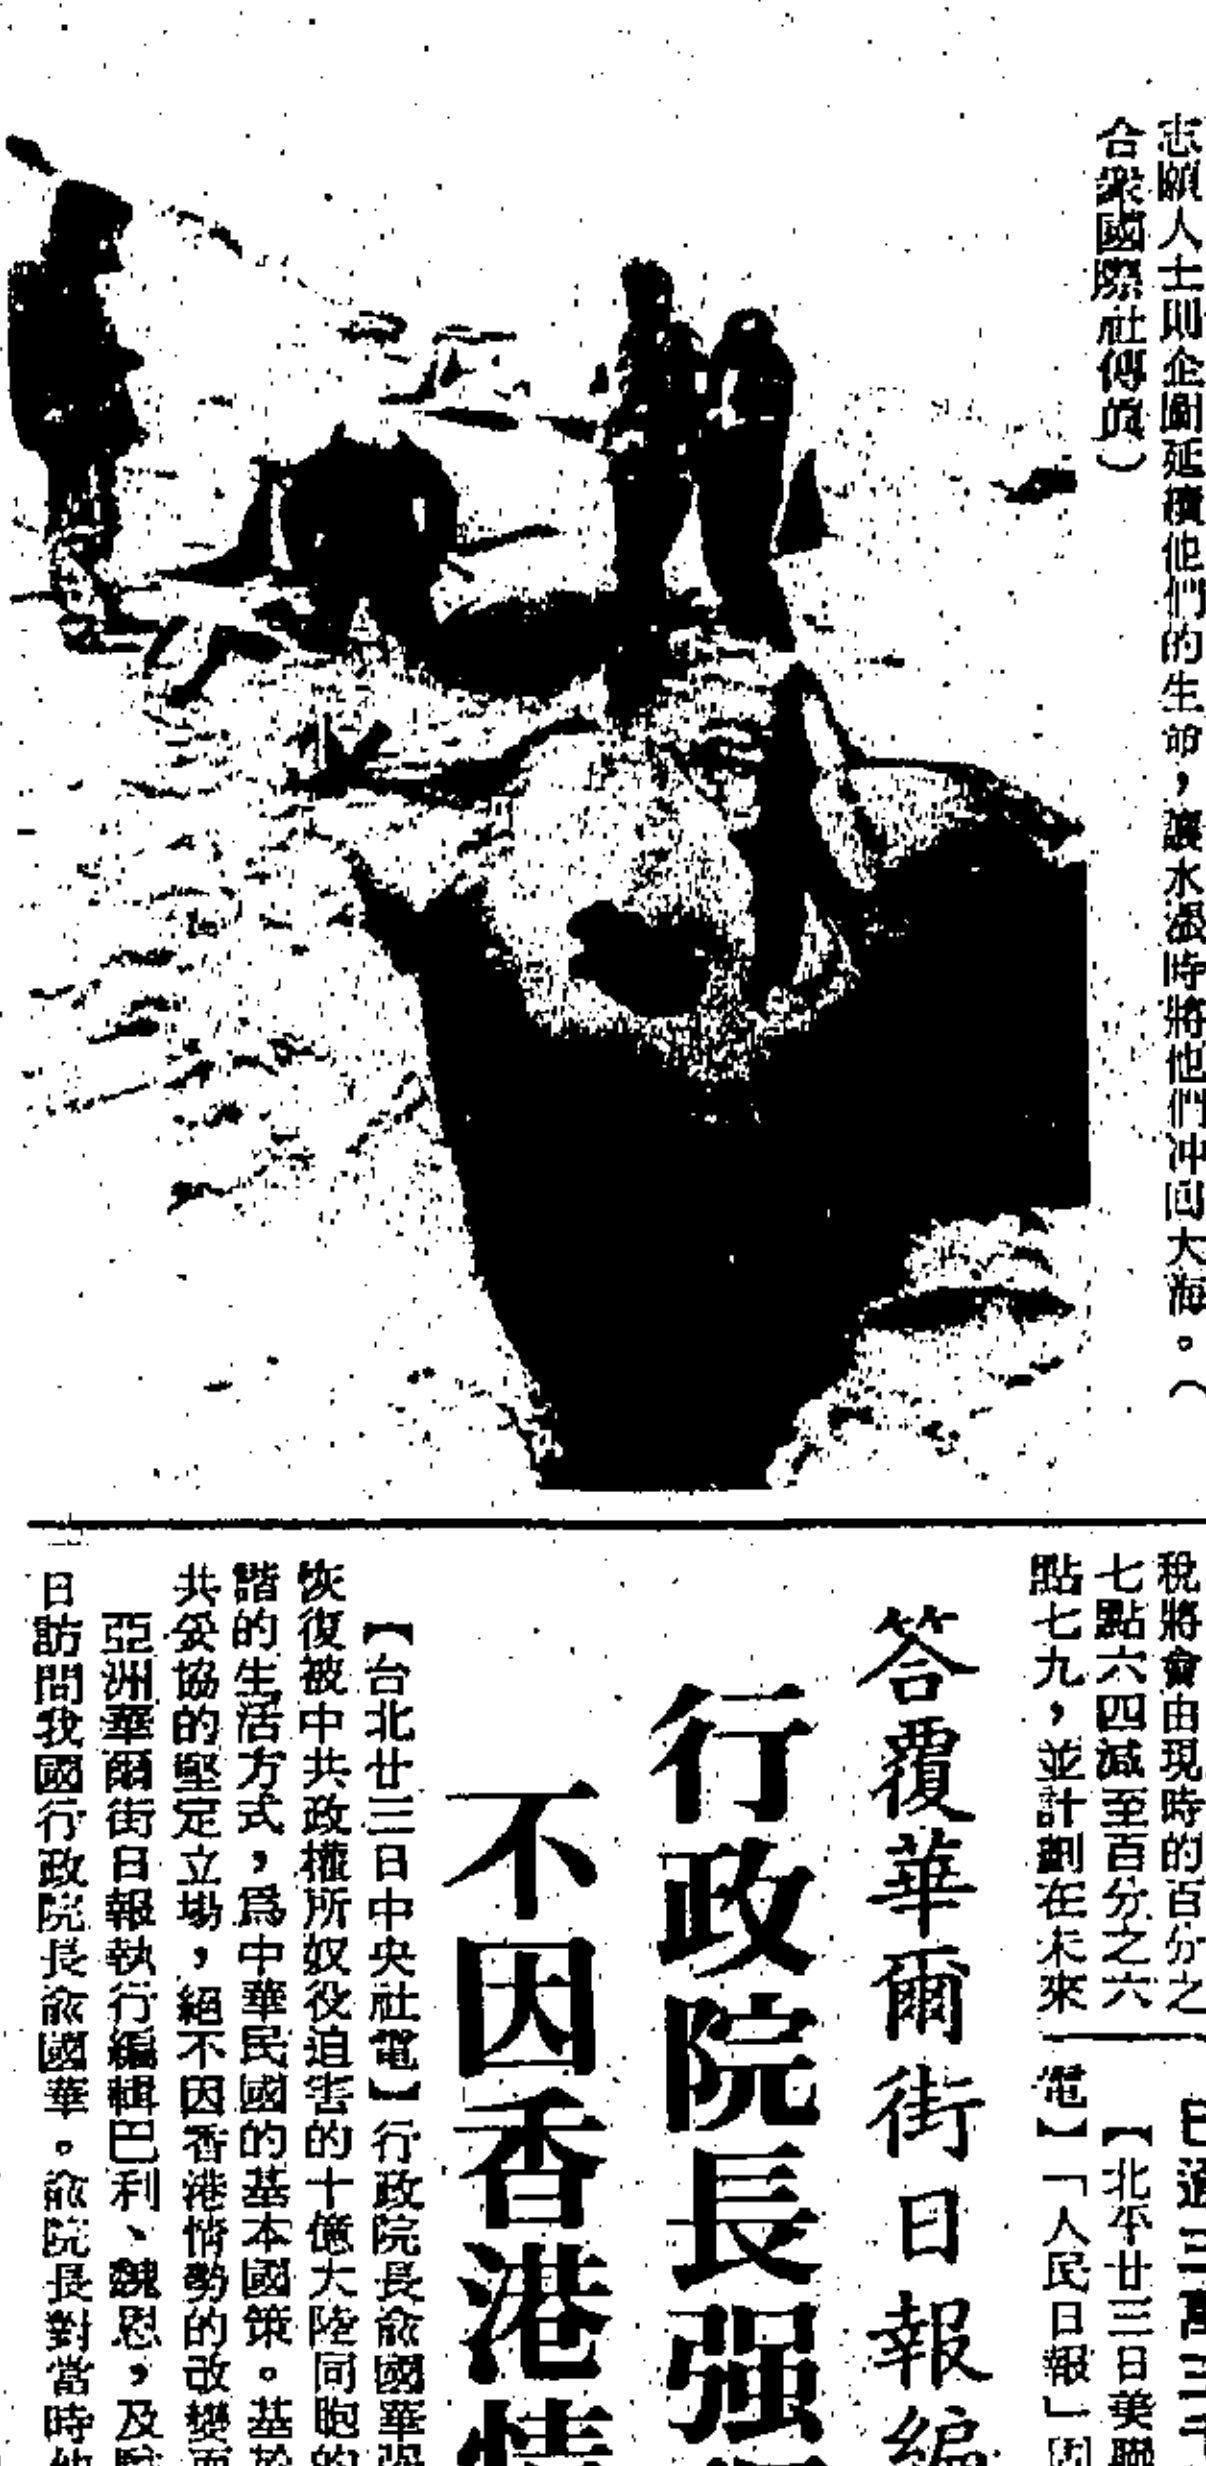 志願人士則企圖延續他們的生命，讓水漲時將他們冲回大海。（
合衆國際社傳眞）
稅將會由現時的百分之
七點六四減至百分之六
點七九，並計劃在未來
已逾三萬三千
【北平廿三日美聯
電】「人民日報」
答覆華爾街日報編
行政院長强
不因香港情
【台北廿三日中央社電】行政院長俞國華强
恢復被中共政權所奴役迫害的十億大陸同胞的
諧的生活方式，爲中華民國的基本國策。基於
共妥協的堅定立場，絕不因香港情勢的改變而
亞洲華爾街日報執行編輯巴利、魏恩，及駐
日訪問我國行政院長俞國華。俞院長對當時他